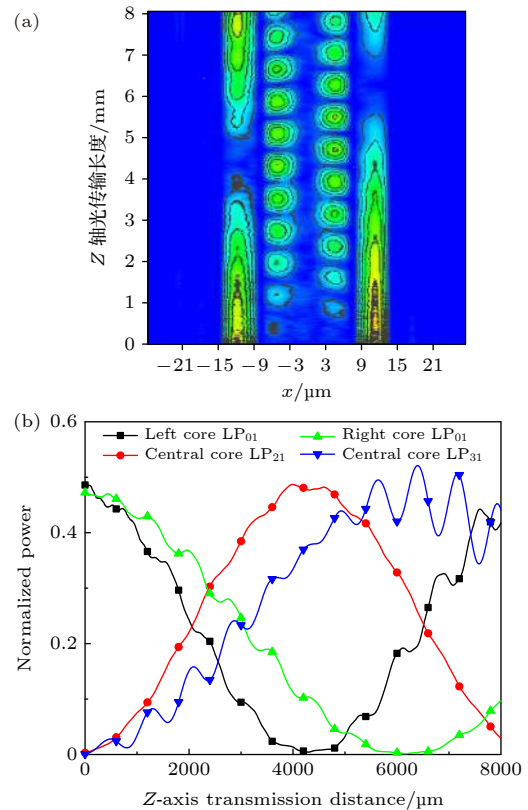 (a)
8
7
6
5
4
3
2
1
0
Z 轴光传输长度/mm
−21 −15 −9 −3 3 9 15 21
x/µm
(b)
0.6
0.4
0.2
0
Normalized power
Left core LP₀₁ Right core LP₀₁
Central core LP₂₁ Central core LP₃₁
0 2000 4000 6000 8000
Z-axis transmission distance/µm